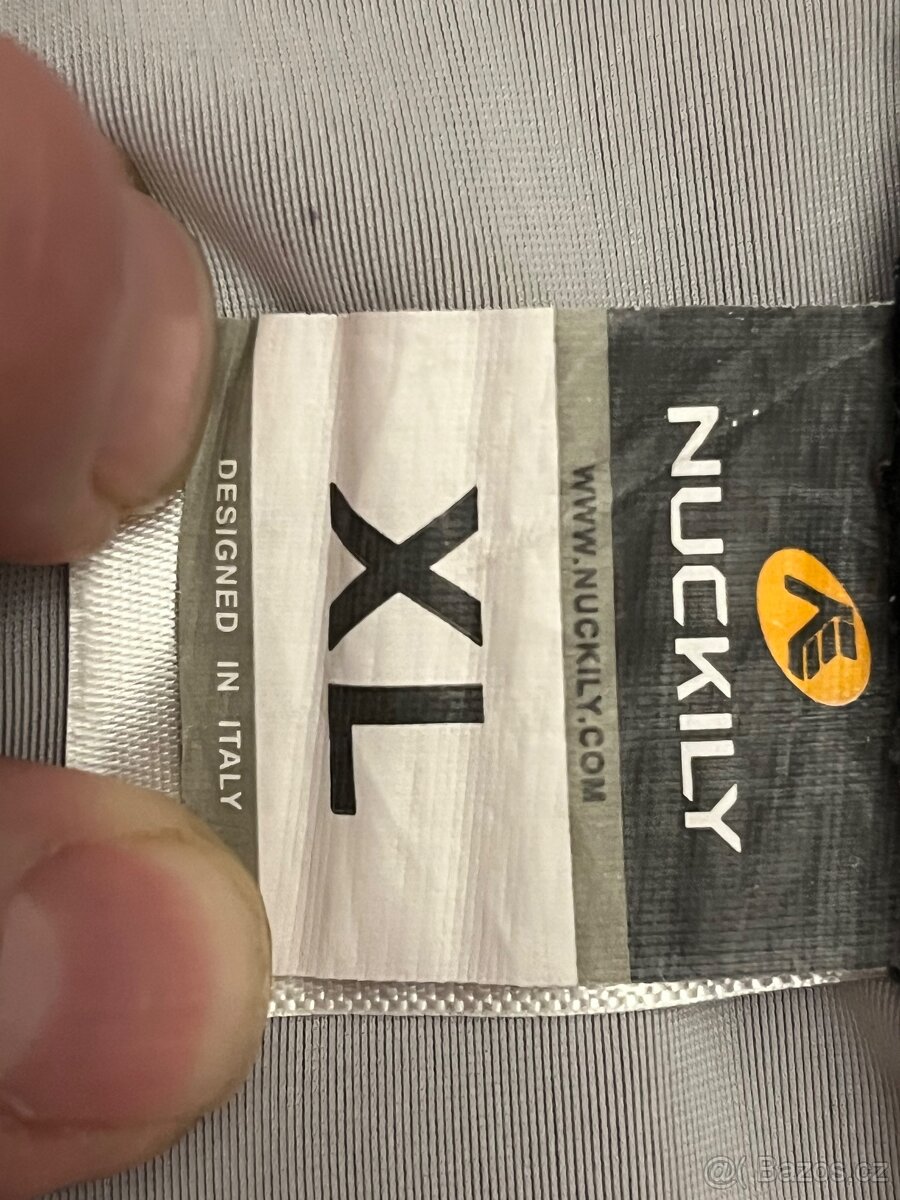 NUCKILY
WWW.NUCKILY.COM
XL
DESIGNED IN ITALY
@( Bazos.cz